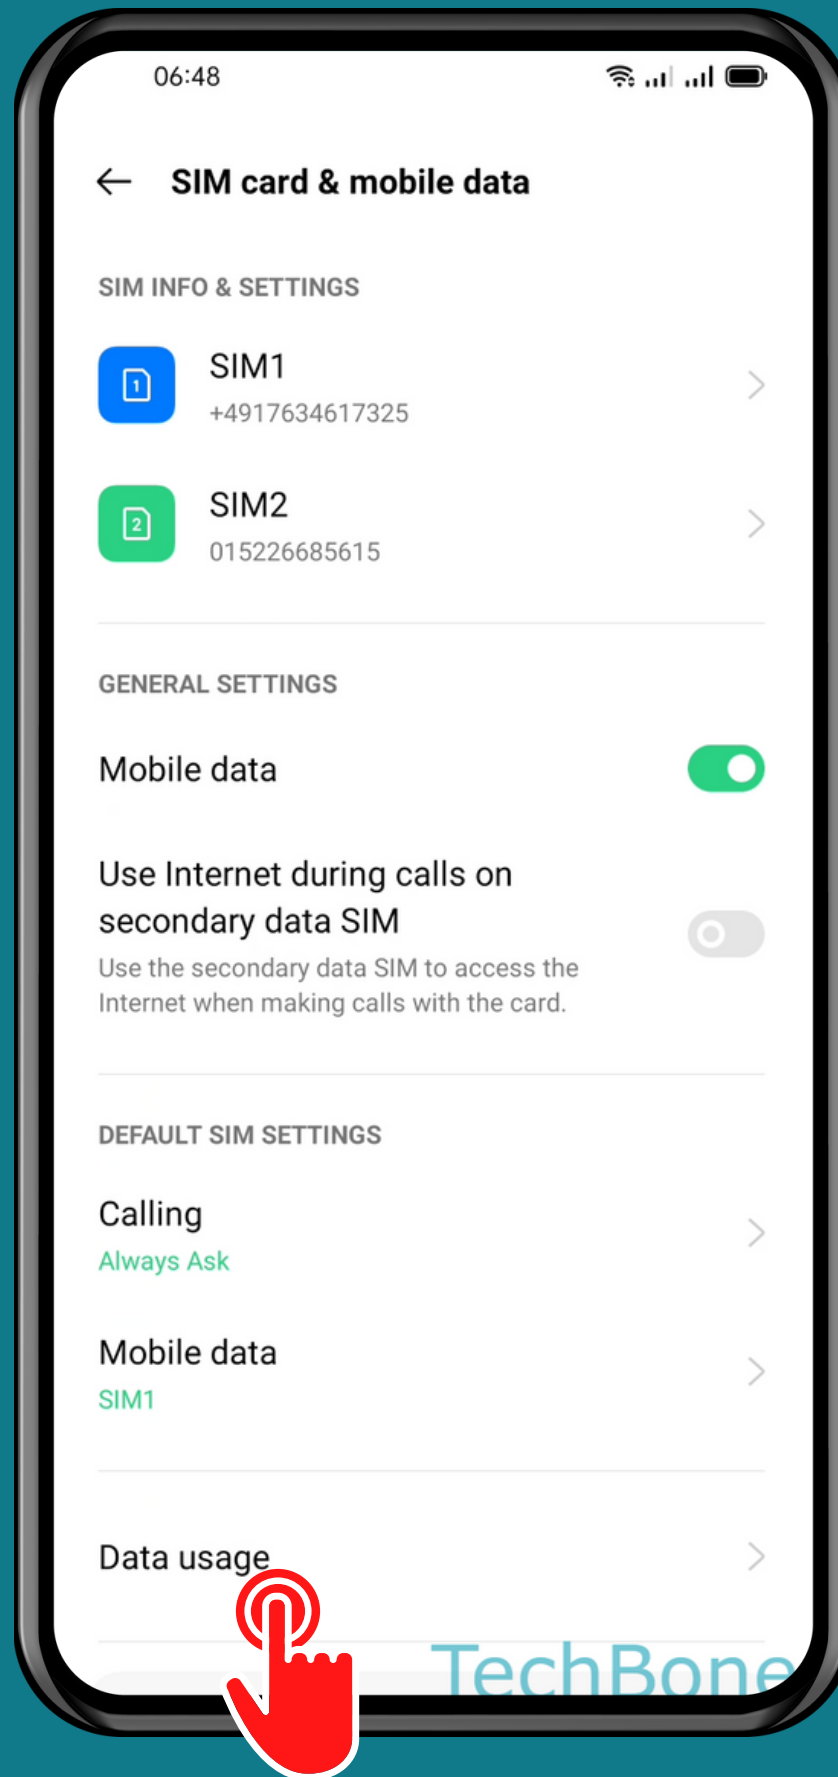 06:48
SIM card & mobile data
SIM INFO & SETTINGS
1
SIM1
+4917634617325
2
SIM2
015226685615
GENERAL SETTINGS
Mobile data
Use Internet during calls on
secondary data SIM
Use the secondary data SIM to access the
Internet when making calls with the card.
DEFAULT SIM SETTINGS
Calling
Always Ask
Mobile data
SIM1
Data usage
TechBone